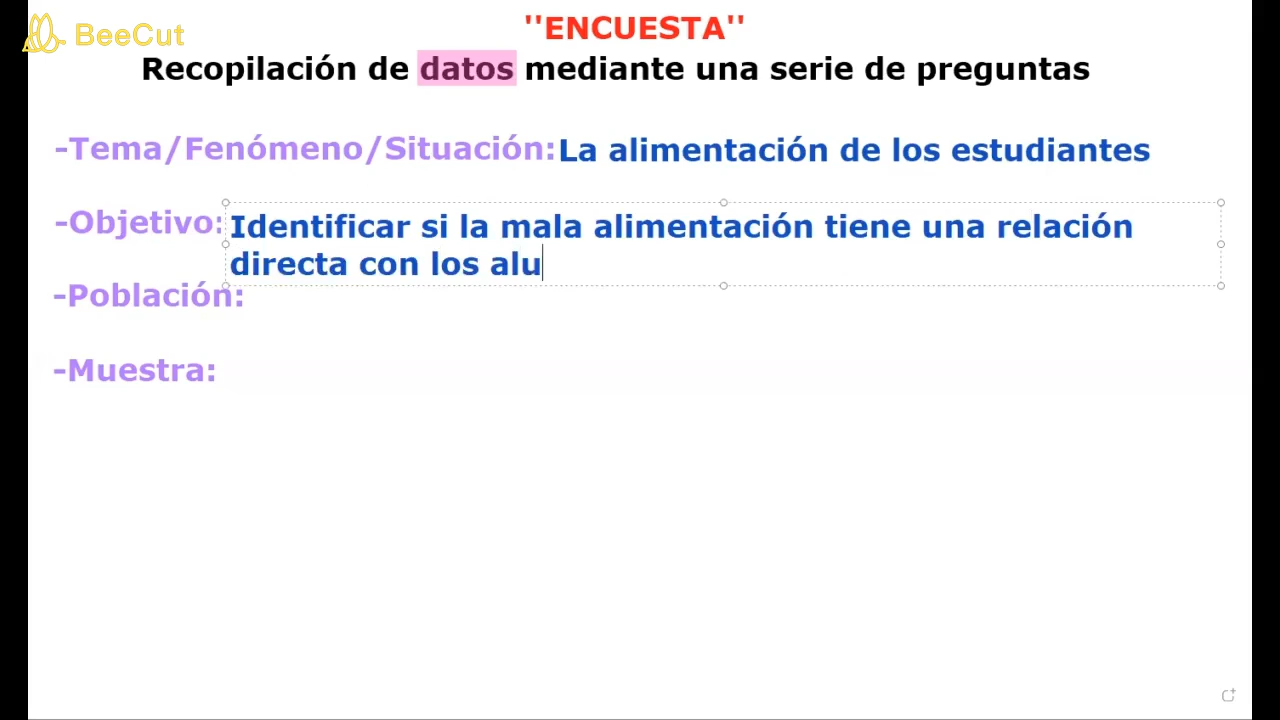 BeeCut
''ENCUESTA''
Recopilación de datos mediante una serie de preguntas
-Tema/Fenómeno/Situación: La alimentación de los estudiantes
-Objetivo: Identificar si la mala alimentación tiene una relación
directa con los alu
-Población:
-Muestra: